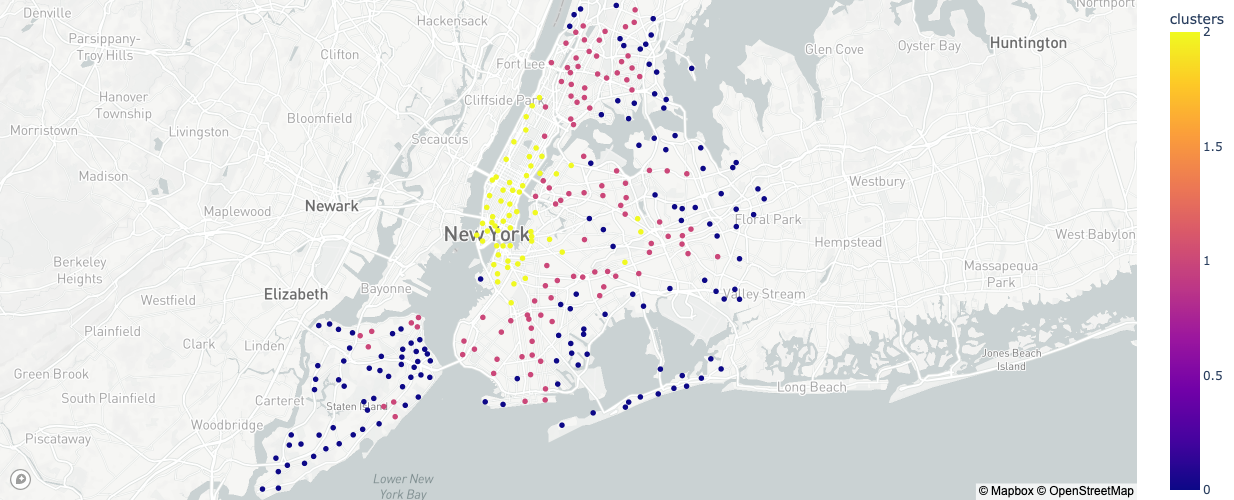 Denville
Parsippany-
Troy Hills
Hackensack
Northport
clusters
Clifton
Fort Lee
Glen Cove
Oyster Bay
Huntington
2
Hanover
Township
Cliffside Park
Bloomfield
Morristown
Livingston
Secaucus
1.5
Madison
Westbury
Maplewood
Newark
Floral Park
New York
Hempstead
West Babylon
Berkeley
Heights
Massapequa
Park
1
Elizabeth
Bayonne
Valley Stream
Westfield
Plainfield
Clark
Linden
Jones Beach
Island
Green Brook
0.5
South Plainfield
Carteret
Staten Island
Long Beach
Woodbridge
Piscataway
Lower New
York Bay
© Mapbox © OpenStreetMap
0